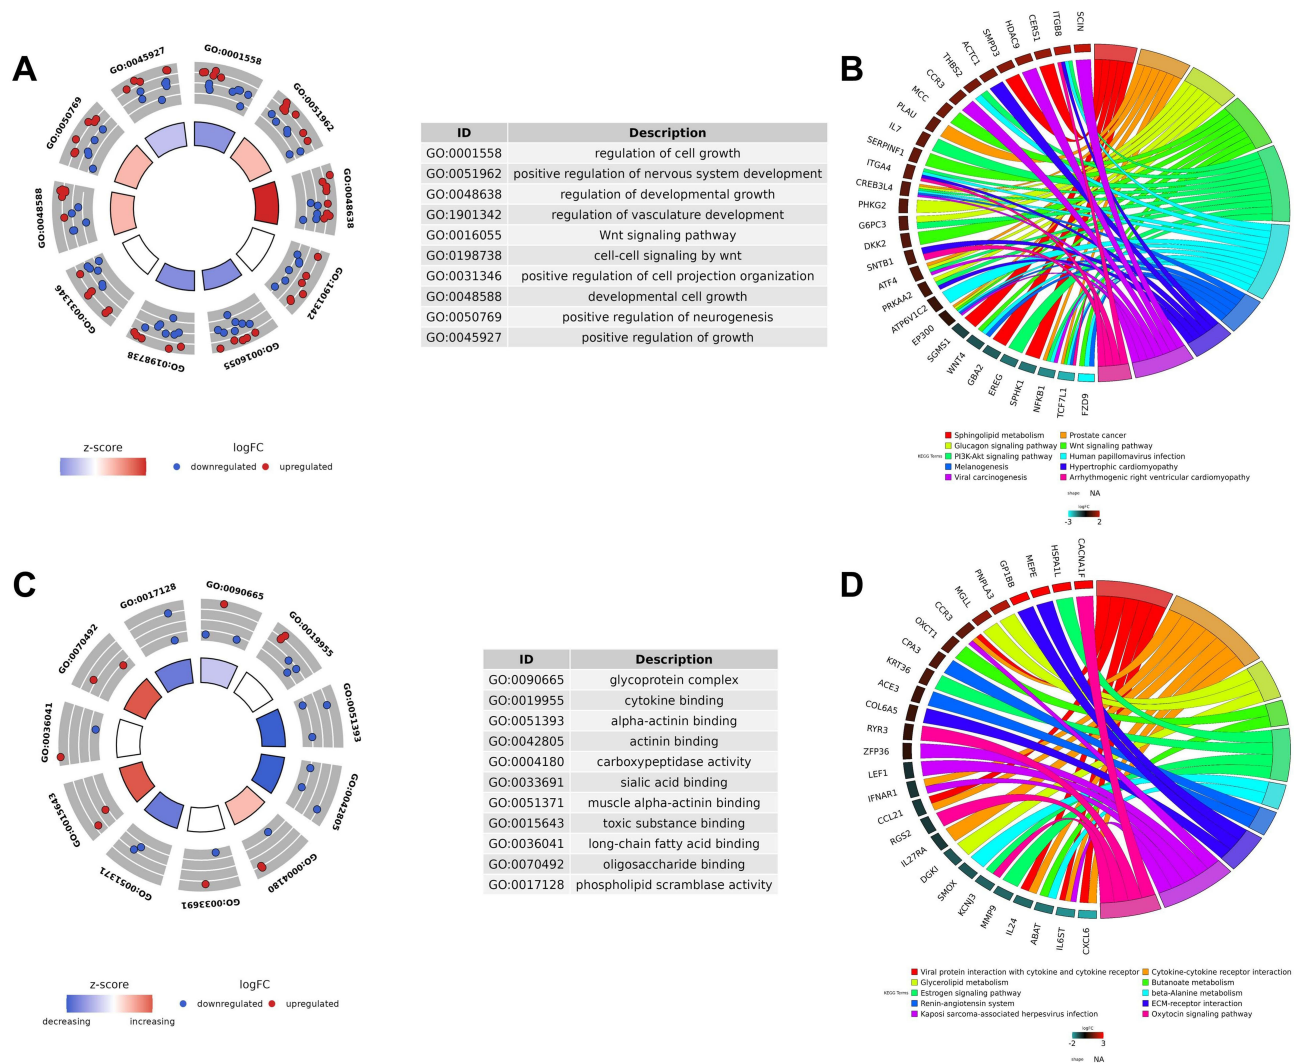 A
GO:0045927
GO:0001558
GO:0051962
GO:0048638
GO:1901342
GO:0016055
GO:0198738
GO:0031346
GO:0048588
GO:0050769
z-score
logFC
downregulated
upregulated
ID Description
GO:0001558 regulation of cell growth
GO:0051962 positive regulation of nervous system development
GO:0048638 regulation of developmental growth
GO:1901342 regulation of vasculature development
GO:0016055 Wnt signaling pathway
GO:0198738 cell-cell signaling by wnt
GO:0031346 positive regulation of cell projection organization
GO:0048588 developmental cell growth
GO:0050769 positive regulation of neurogenesis
GO:0045927 positive regulation of growth
B
SCIN
ITGB8
CERS1
HDAC9
SMPD3
ACTC1
THBS2
CCR3
MCC
PLAU
IL7
SERPINF1
ITGA4
CREB3L4
PHKG2
G6PC3
DKK2
SNTB1
ATF4
PRKAA2
ATP6V1C2
EP300
SGMS1
WNT4
GBA2
EREG
SPHK1
NFKB1
TCF7L1
FZD9
KEGG Terms
Sphingolipid metabolism Prostate cancer
Glucagon signaling pathway Wnt signaling pathway
PI3K-Akt signaling pathway Human papillomavirus infection
Melanogenesis Hypertrophic cardiomyopathy
Viral carcinogenesis Arrhythmogenic right ventricular cardiomyopathy
shape NA
logFC
-3 2
C
GO:0017128
GO:0090665
GO:0019955
GO:0051393
GO:0042805
GO:0004180
GO:0033691
GO:0051371
GO:0015643
GO:0036041
GO:0070492
z-score
decreasing increasing
logFC
downregulated
upregulated
ID Description
GO:0090665 glycoprotein complex
GO:0019955 cytokine binding
GO:0051393 alpha-actinin binding
GO:0042805 actinin binding
GO:0004180 carboxypeptidase activity
GO:0033691 sialic acid binding
GO:0051371 muscle alpha-actinin binding
GO:0015643 toxic substance binding
GO:0036041 long-chain fatty acid binding
GO:0070492 oligosaccharide binding
GO:0017128 phospholipid scramblase activity
D
CACNA1F
HSPA1L
MEPE
GP1BB
PNPLA3
MGLL
CCR3
OXCT1
CPA3
KRT36
ACE3
COL6A5
RYR3
ZFP36
LEF1
IFNAR1
CCL21
RGS2
IL27RA
DGKI
SMOX
KCNJ3
MMP9
IL24
ABAT
IL6ST
CXCL6
KEGG Terms
Viral protein interaction with cytokine and cytokine receptor Cytokine-cytokine receptor interaction
Glycerolipid metabolism Butanoate metabolism
Estrogen signaling pathway beta-Alanine metabolism
Renin-angiotensin system ECM-receptor interaction
Kaposi sarcoma-associated herpesvirus infection Oxytocin signaling pathway
logFC
-2 3
shape NA